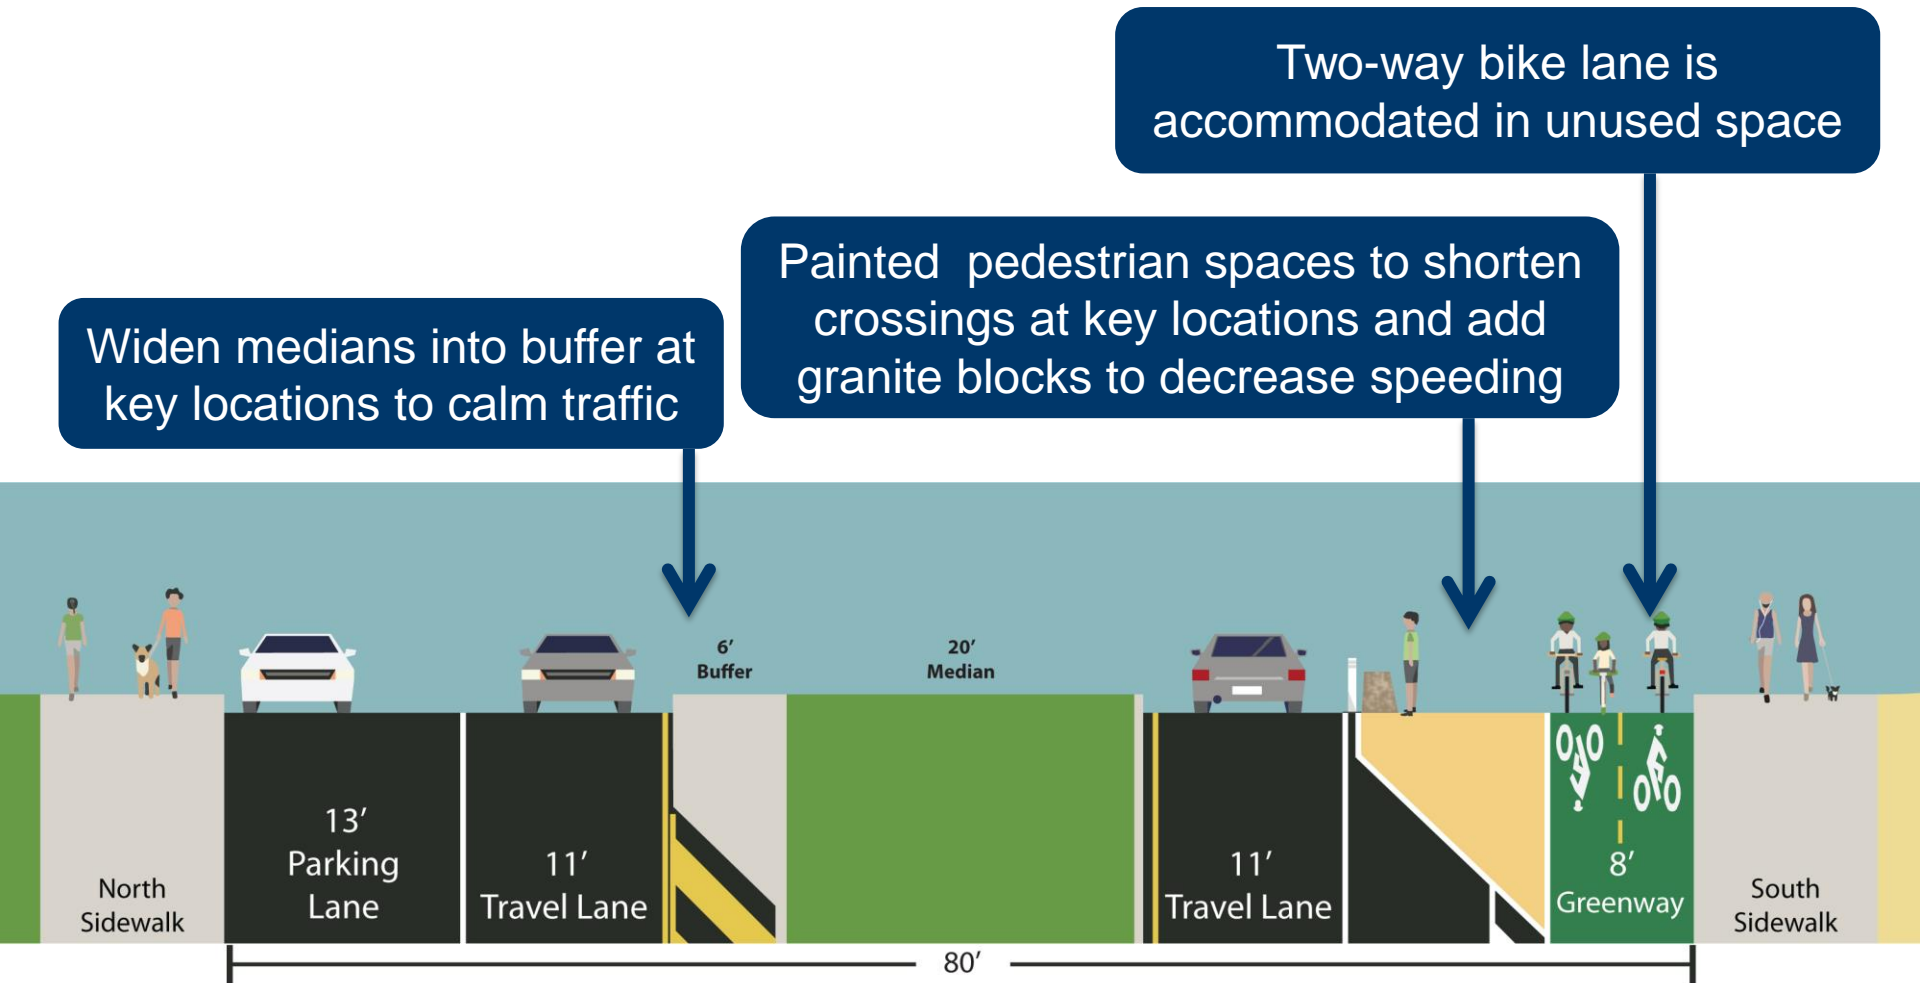 Two-way bike lane is
accommodated in unused space
Painted  pedestrian spaces to shorten
crossings at key locations and add
granite blocks to decrease speeding
Widen medians into buffer at
key locations to calm traffic
6’
Buffer
20’
Median
North
Sidewalk
13’
Parking
Lane
11’
Travel Lane
11’
Travel Lane
8’
Greenway
South
Sidewalk
80’